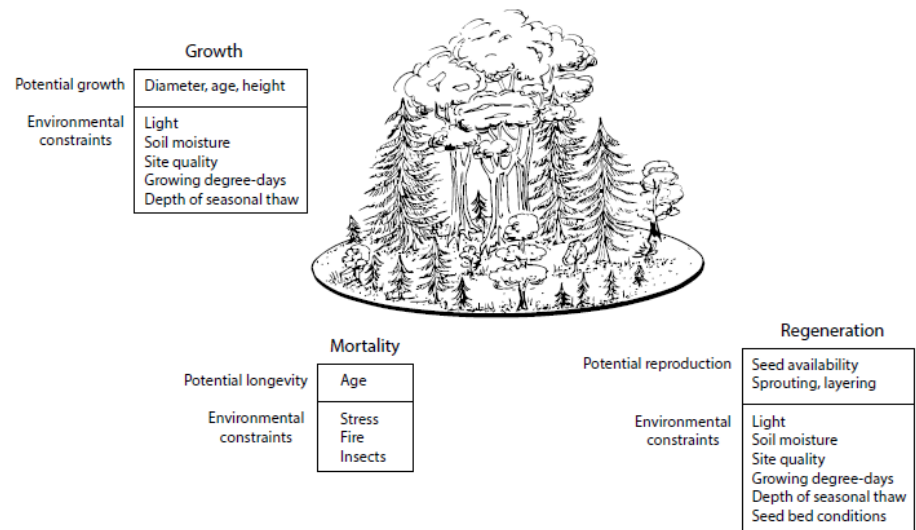 Growth
Potential growth
Diameter, age, height
Environmental
constraints
Light
Soil moisture
Site quality
Growing degree-days
Depth of seasonal thaw
Mortality
Potential longevity
Age
Environmental
constraints
Stress
Fire
Insects
Regeneration
Potential reproduction
Seed availability
Sprouting, layering
Environmental
constraints
Light
Soil moisture
Site quality
Growing degree-days
Depth of seasonal thaw
Seed bed conditions